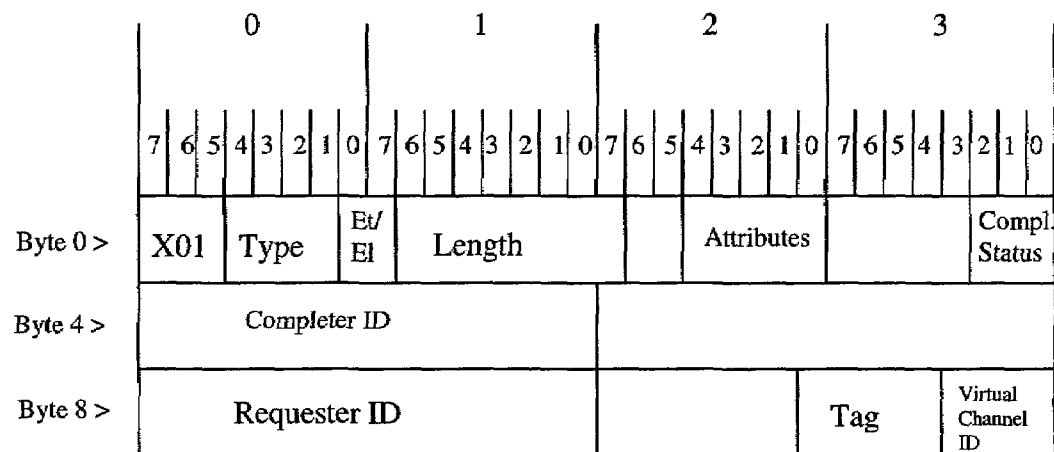 0 1 2 3
7 6 5 4 3 2 1 0 7 6 5 4 3 2 1 0 7 6 5 4 3 2 1 0 7 6 5 4 3 2 1 0
Byte 0 > X01 Type Et/ El Length Attributes Compl. Status
Byte 4 > Completer ID
Byte 8 > Requester ID Tag Virtual Channel ID